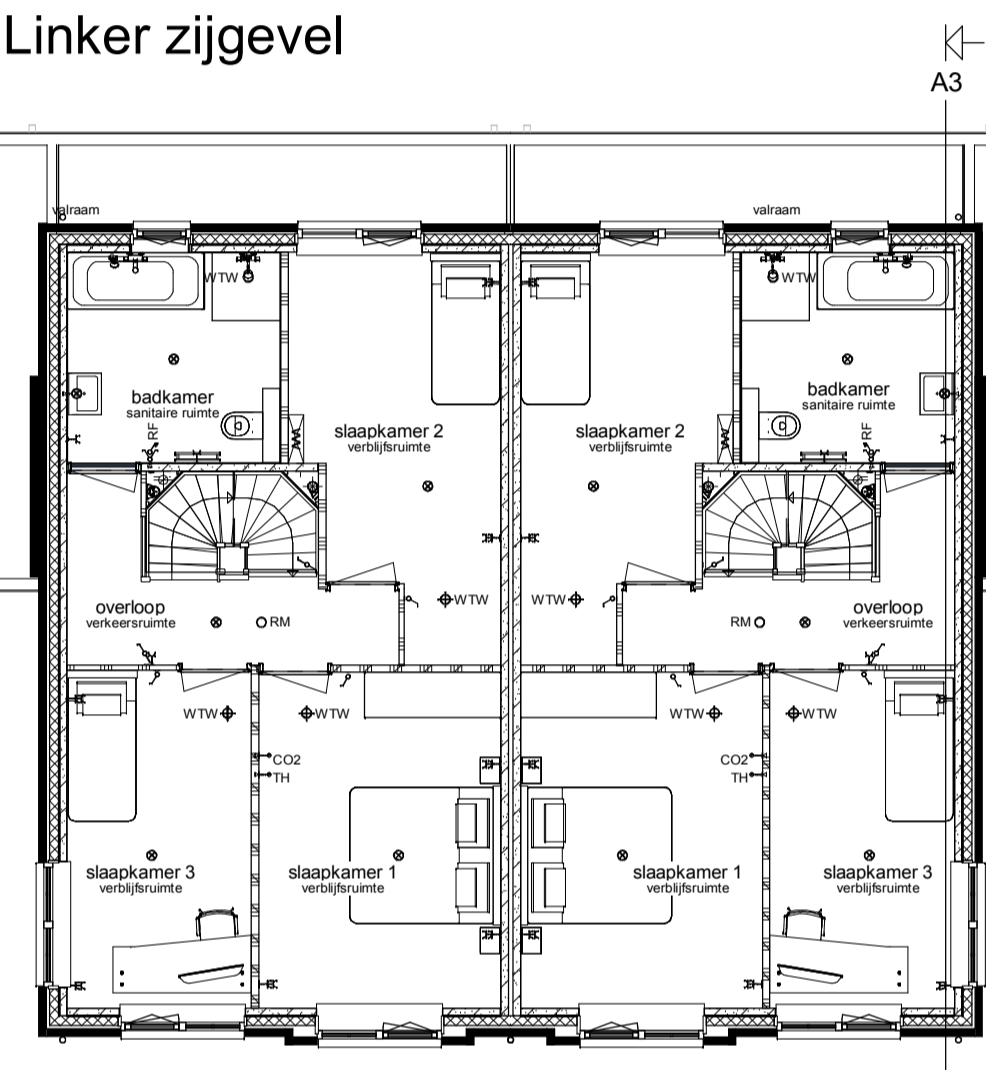 Linker zijgevel
A3
valraam
valraam
WTW
WTW
badkamer
sanitaire ruimte
badkamer
sanitaire ruimte
RF
RF
slaapkamer 2
verblijfsruimte
slaapkamer 2
verblijfsruimte
WTW
WTW
overloop
verkeersruimte
RM
RM
overloop
verkeersruimte
WTW
WTW
WTW
WTW
CO2
TH
CO2
TH
slaapkamer 3
verblijfsruimte
slaapkamer 1
verblijfsruimte
slaapkamer 1
verblijfsruimte
slaapkamer 3
verblijfsruimte